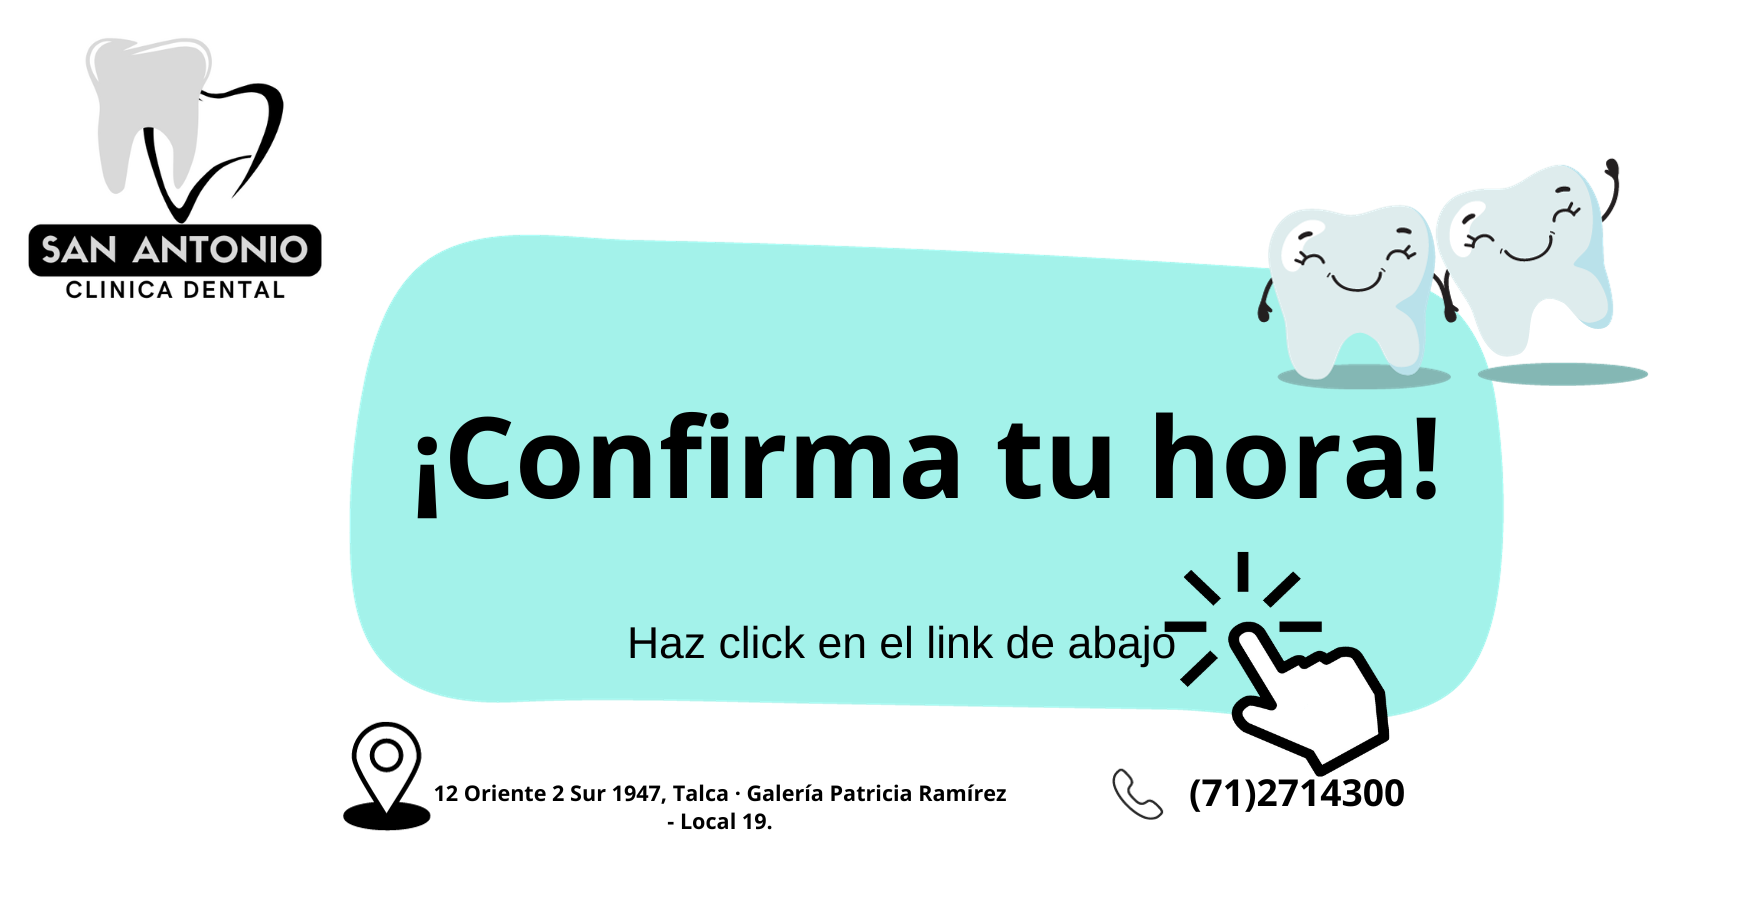 SAN ANTONIO
CLINICA DENTAL
¡Confirma tu hora!
Haz click en el link de abajo
12 Oriente 2 Sur 1947, Talca · Galería Patricia Ramírez
- Local 19.
(71)2714300